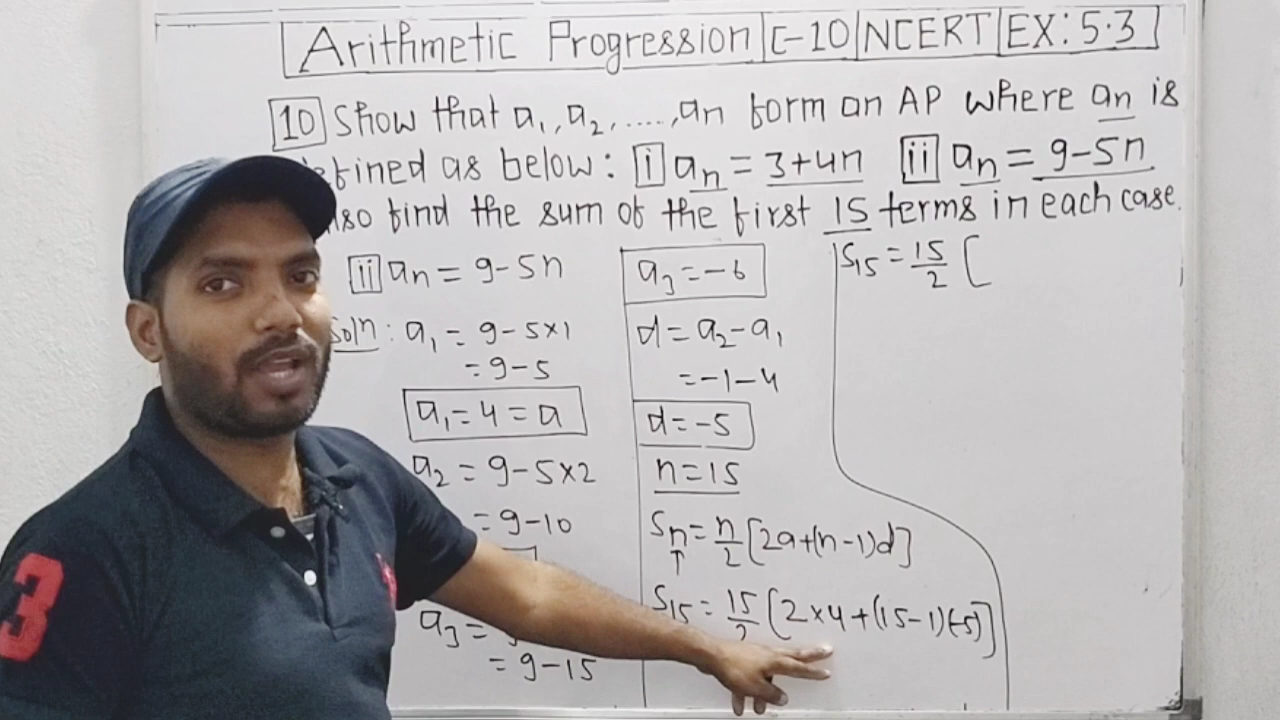 Arithmetic Progression C-10 NCERT EX: 5.3
10 Show that a₁, a₂, ....., an form an AP where an is
efined as below: i an = 3+4n ii an = 9-5n
lso find the sum of the first 15 terms in each case.
ii an = 9-5n
Soln: a₁ = 9-5×1
= 9-5
a₁ = 4 = a
a₂ = 9-5×2
= 9-10
a₃ =
= 9-15
a₃ = -6
d = a₂-a₁
= -1-4
d = -5
n = 15
Sn = n/2 [2a+(n-1)d]
↑
S₁₅ = 15/2 [2×4+(15-1)(-5)]
S₁₅ = 15/2 [
3